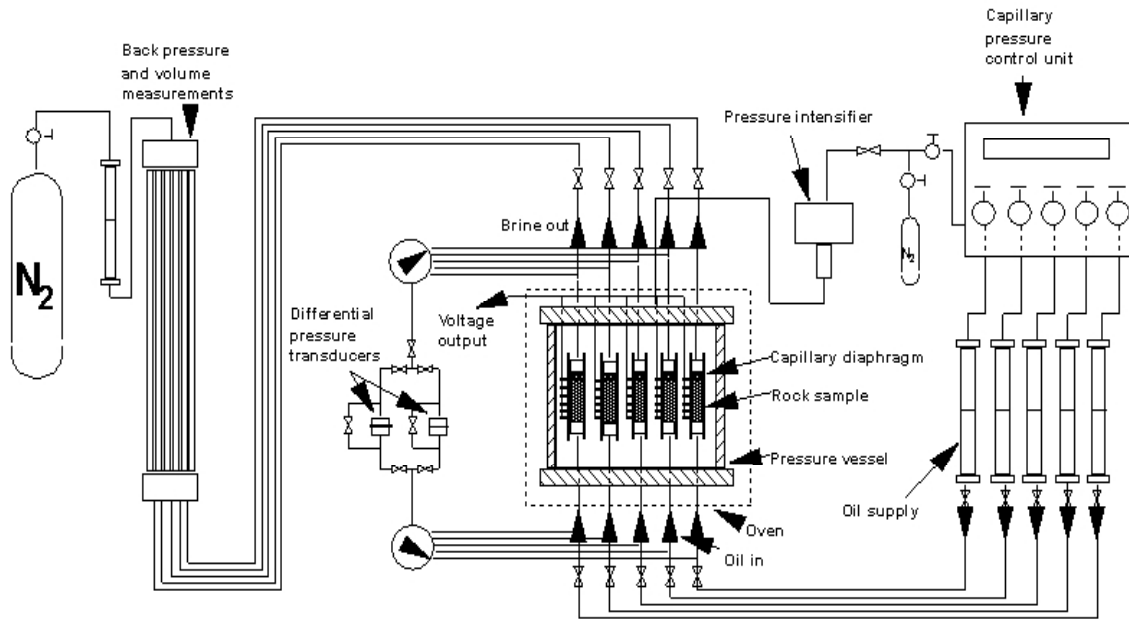 Back pressure
and volume
measurements
Capillary
pressure
control unit
Pressure intensifier
N2
N2
Brine out
Voltage
output
Differential
pressure
transducers
Capillary diaphragm
Rock sample
Pressure vessel
Oven
Oil in
Oil supply